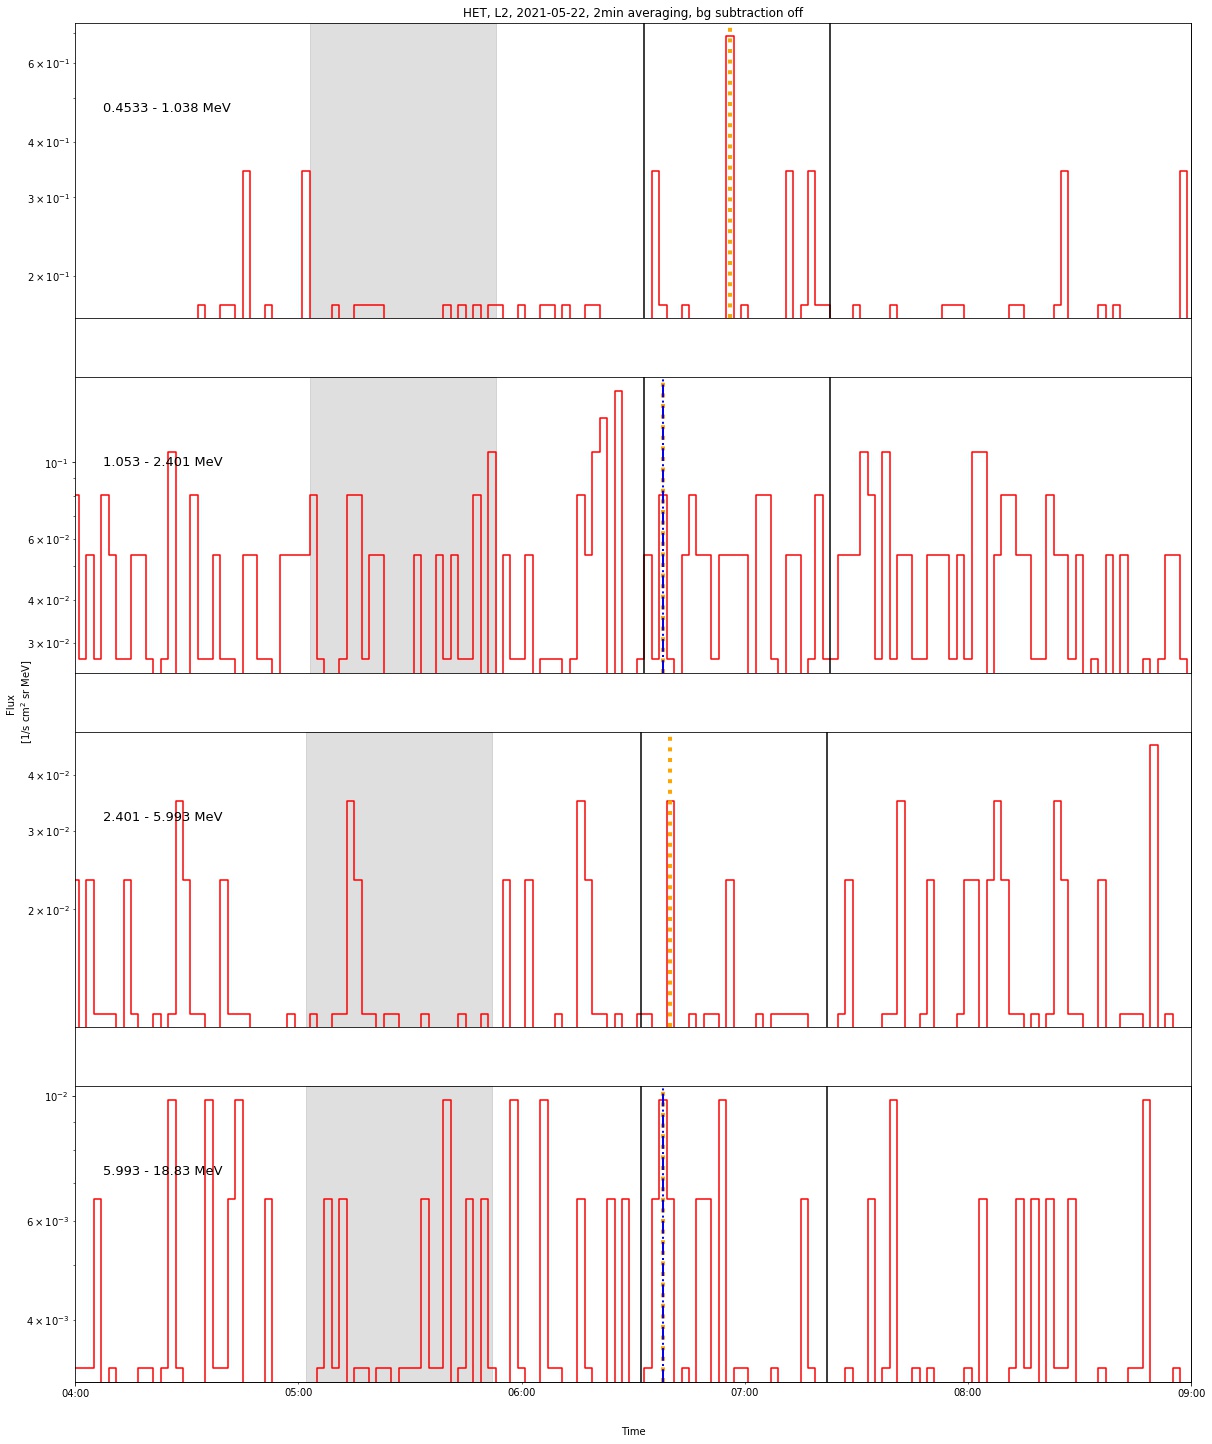 HET, L2, 2021-05-22, 2min averaging, bg subtraction off
6 × 10⁻¹
0.4533 - 1.038 MeV
4 × 10⁻¹
3 × 10⁻¹
2 × 10⁻¹
10⁻¹
1.053 - 2.401 MeV
6 × 10⁻²
4 × 10⁻²
3 × 10⁻²
Flux
[1/s cm² sr MeV]
4 × 10⁻²
3 × 10⁻²
2.401 - 5.993 MeV
2 × 10⁻²
10⁻²
5.993 - 18.83 MeV
6 × 10⁻³
4 × 10⁻³
04:00 05:00 06:00 07:00 08:00 09:00
Time